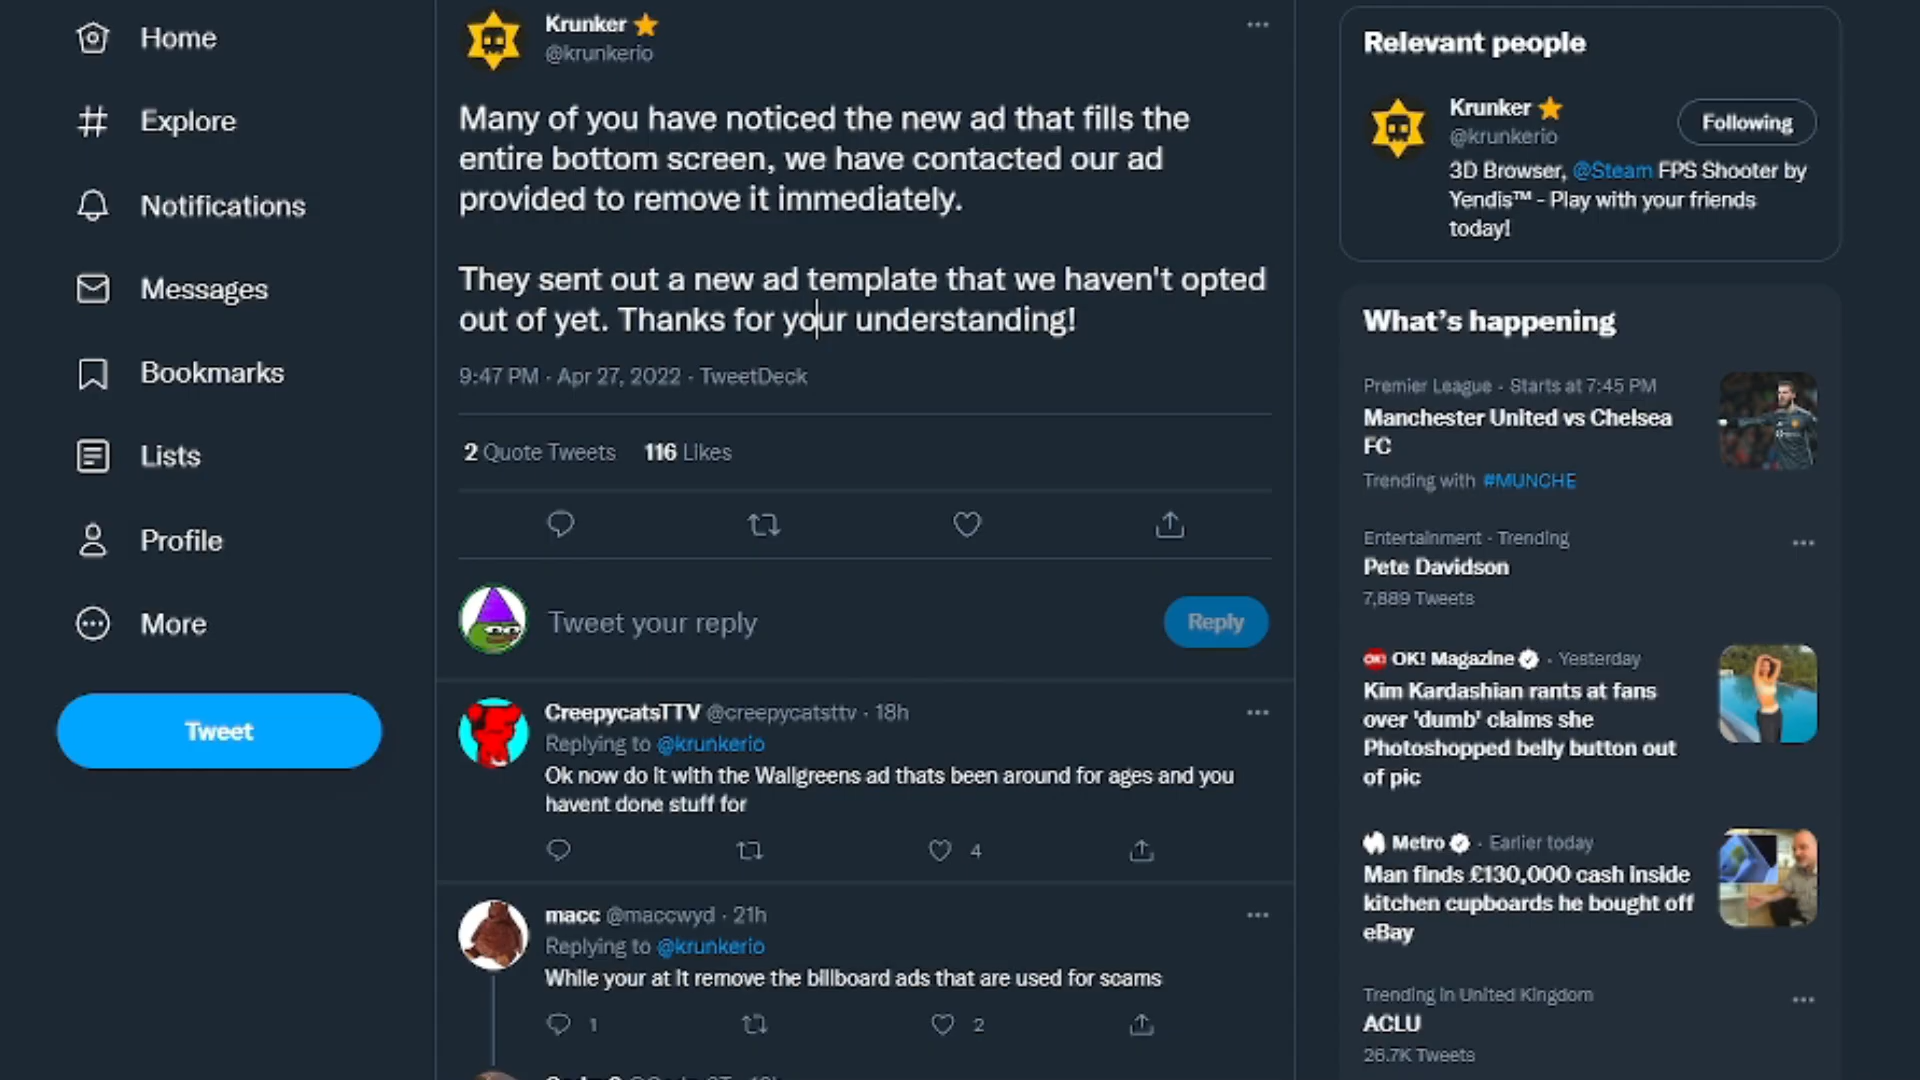 Home
Explore
Notifications
Messages
Bookmarks
Lists
Profile
More
Tweet
Krunker
@krunkerio
Many of you have noticed the new ad that fills the
entire bottom screen, we have contacted our ad
provided to remove it immediately.
They sent out a new ad template that we haven't opted
out of yet. Thanks for your understanding!
9:47 PM · Apr 27, 2022 · TweetDeck
2 Quote Tweets 116 Likes
Tweet your reply
Reply
CreepycatsTTV @creepycatsttv · 18h
Replying to @krunkerio
Ok now do it with the Wallgreens ad thats been around for ages and you
havent done stuff for
4
macc @maccwyd · 21h
Replying to @krunkerio
While your at it remove the billboard ads that are used for scams
1 2
Relevant people
Krunker
@krunkerio
Following
3D Browser, @Steam FPS Shooter by
Yendis™ - Play with your friends
today!
What's happening
Premier League · Starts at 7:45 PM
Manchester United vs Chelsea
FC
Trending with #MUNCHE
Entertainment · Trending
Pete Davidson
7,889 Tweets
OK! OK! Magazine · Yesterday
Kim Kardashian rants at fans
over 'dumb' claims she
Photoshopped belly button out
of pic
Metro · Earlier today
Man finds £130,000 cash inside
kitchen cupboards he bought off
eBay
Trending in United Kingdom
ACLU
26.7K Tweets